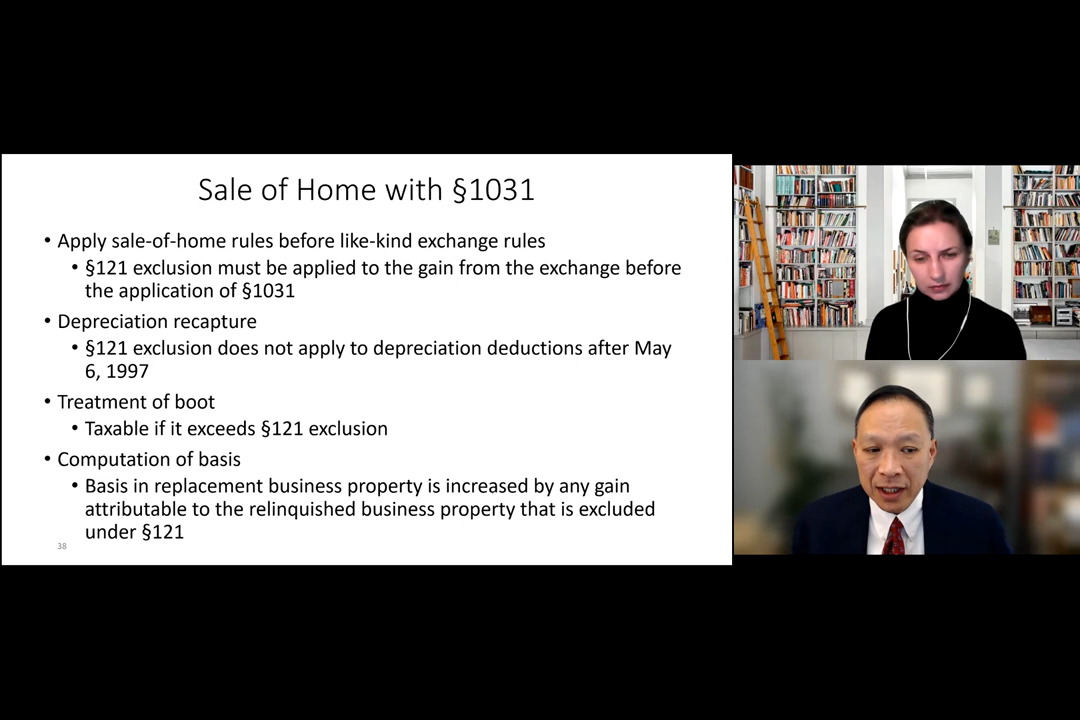 Sale of Home with §1031
• Apply sale-of-home rules before like-kind exchange rules
• §121 exclusion must be applied to the gain from the exchange before
the application of §1031
• Depreciation recapture
• §121 exclusion does not apply to depreciation deductions after May
6, 1997
• Treatment of boot
• Taxable if it exceeds §121 exclusion
• Computation of basis
• Basis in replacement business property is increased by any gain
attributable to the relinquished business property that is excluded
under §121
38